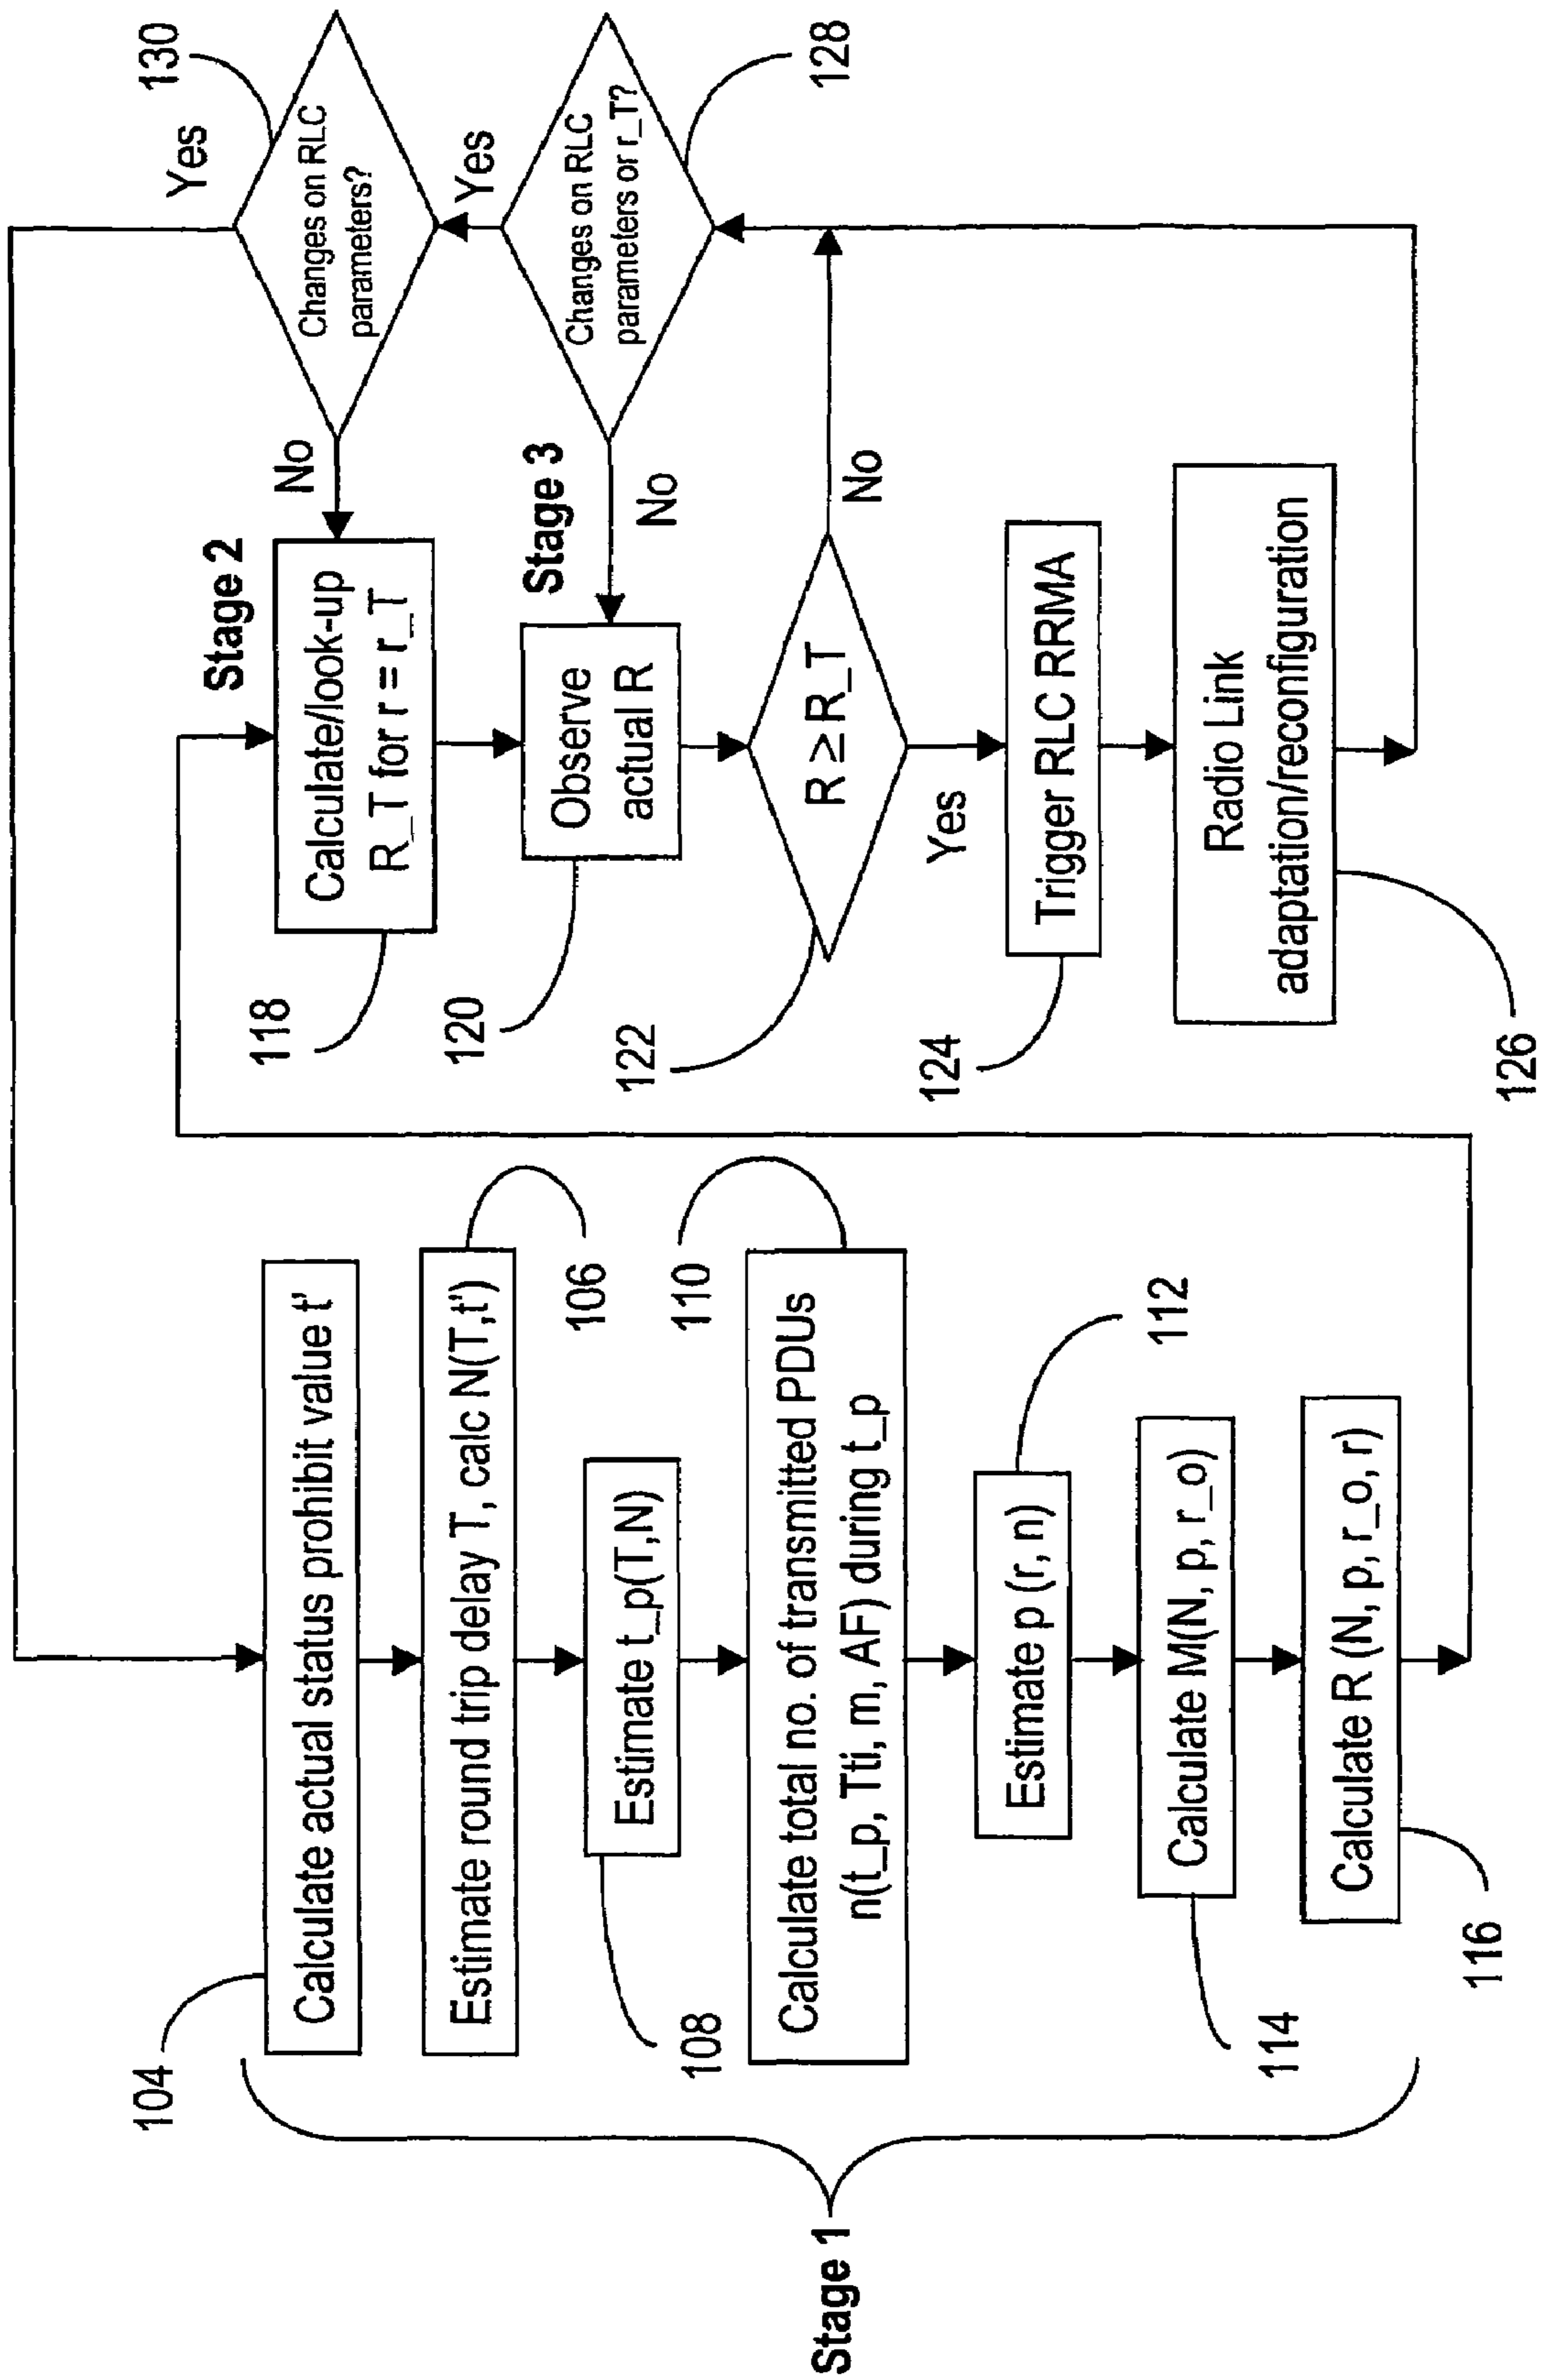 Stage 1
104
Calculate actual status prohibit value t'
Estimate round trip delay T, calc N(T,t')
106
Estimate t_p(T,N)
108
Calculate total no. of transmitted PDUs
n(t_p, Tti, m, AF) during t_p
110
Estimate p (r, n)
112
Calculate M(N, p, r_o)
114
Calculate R (N, p, r_o, r)
116
Stage 2
Calculate/look-up
R_T for r = r_T
118
Stage 3
Observe
actual R
120
R ≥ R_T
122
No
Yes
Trigger RLC RRMA
124
Radio Link
adaptation/reconfiguration
126
Changes on RLC
parameters or r_T?
128
No
Yes
Changes on RLC
parameters?
130
No
Yes